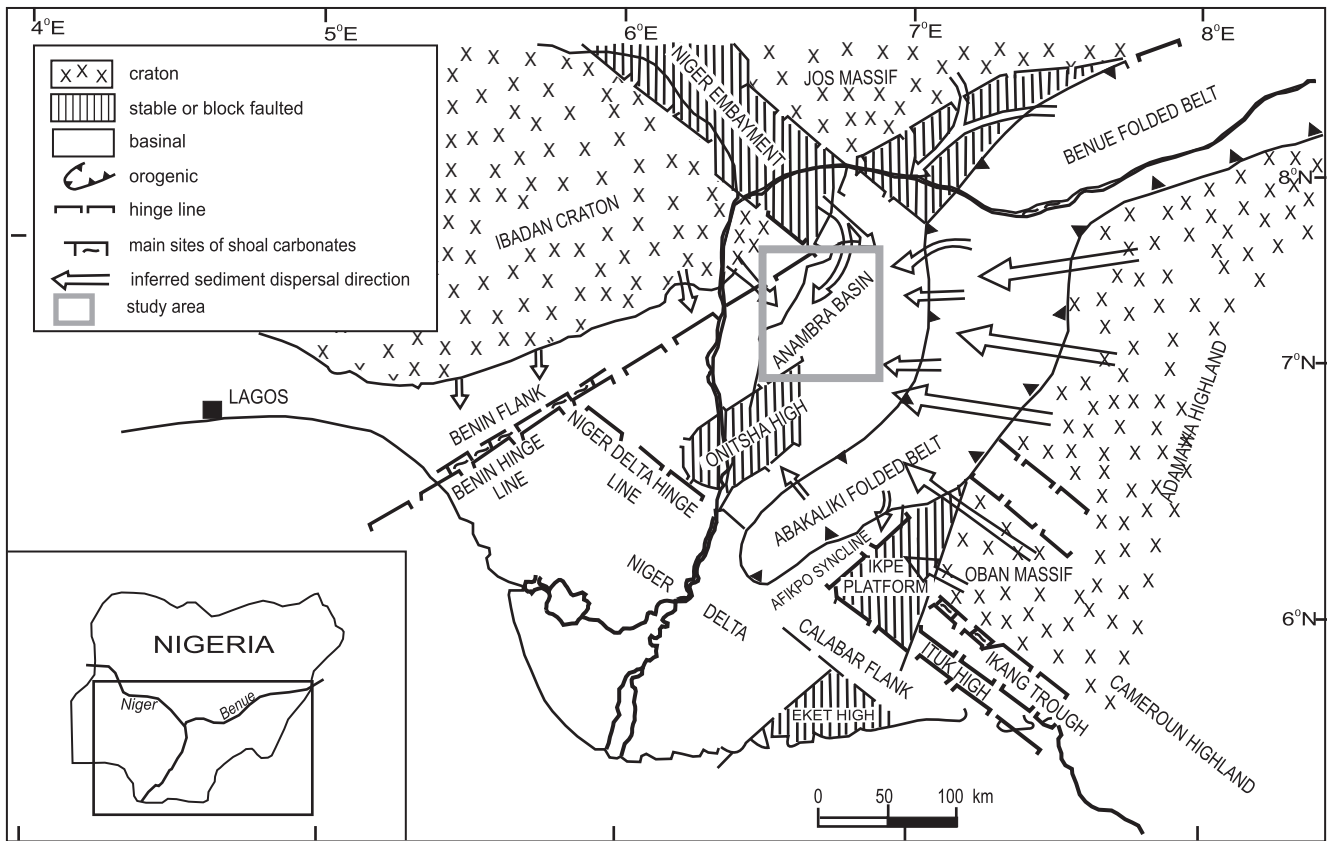 4°E
5°E
6°E
7°E
8°E
craton
stable or block faulted
basinal
orogenic
hinge line
main sites of shoal carbonates
inferred sediment dispersal direction
study area
NIGER EMBAYMENT
JOS MASSIF
BENUE FOLDED BELT
8°N
IBADAN CRATON
ANAMBRA BASIN
7°N
ADAMAWA HIGHLAND
LAGOS
BENIN FLANK
BENIN HINGE
LINE
NIGER DELTA HINGE
LINE
ONITSHA HIGH
ABAKALIKI FOLDED BELT
AFIKPO SYNCLINE
IKPE
PLATFORM
OBAN MASSIF
NIGER
DELTA
6°N
CALABAR FLANK
ITUK HIGH
IKANG TROUGH
CAMEROUN HIGHLAND
EKET HIGH
NIGERIA
Niger
Benue
0 50 100 km